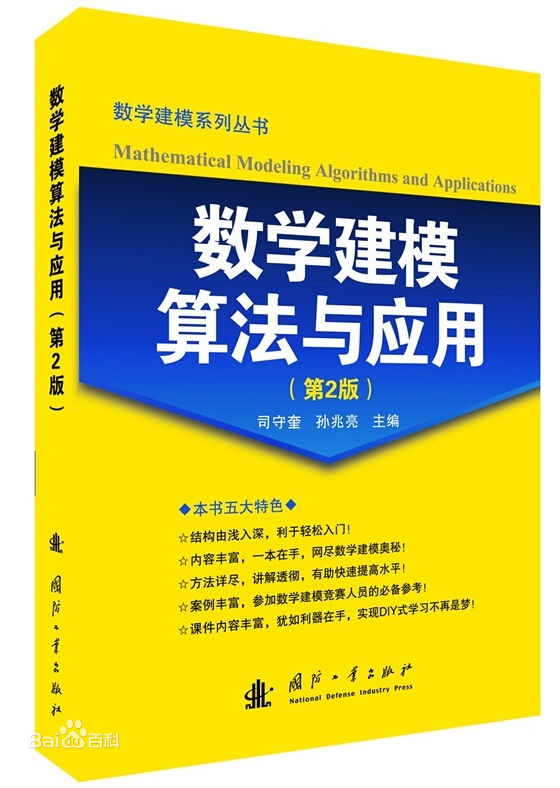 数学建模算法与应用(第2版)
国防工业出版社
数学建模系列丛书
Mathematical Modeling Algorithms and Applications
数学建模
算法与应用
(第2版)
司守奎 孙兆亮 主编
◆本书五大特色◆
☆结构由浅入深，利于轻松入门！
☆内容丰富，一本在手，网尽数学建模奥秘！
☆方法详尽，讲解透彻，有助快速提高水平！
☆案例丰富，参加数学建模竞赛人员的必备参考！
☆课件内容丰富，犹如利器在手，实现DIY式学习不再是梦！
国防工业出版社
National Defense Industry Press
Bai百科